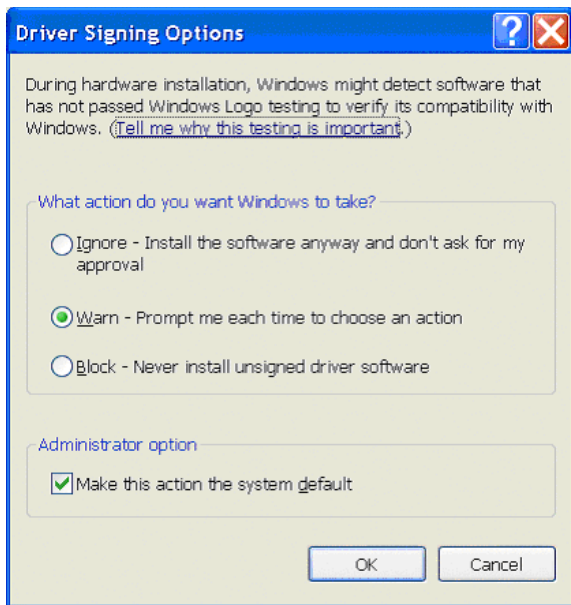 Driver Signing Options
During hardware installation, Windows might detect software that
has not passed Windows Logo testing to verify its compatibility with
Windows. (Tell me why this testing is important.)
What action do you want Windows to take?
Ignore - Install the software anyway and don't ask for my
approval
Warn - Prompt me each time to choose an action
Block - Never install unsigned driver software
Administrator option
Make this action the system default
OK Cancel